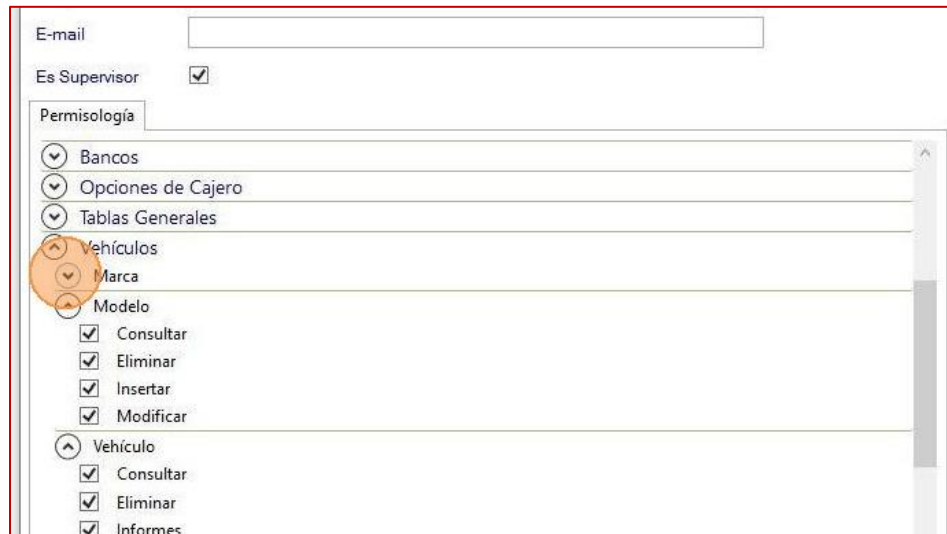 E-mail
Es Supervisor
Permisología
Bancos
Opciones de Cajero
Tablas Generales
Vehículos
Marca
Modelo
Consultar
Eliminar
Insertar
Modificar
Vehículo
Consultar
Eliminar
Informes